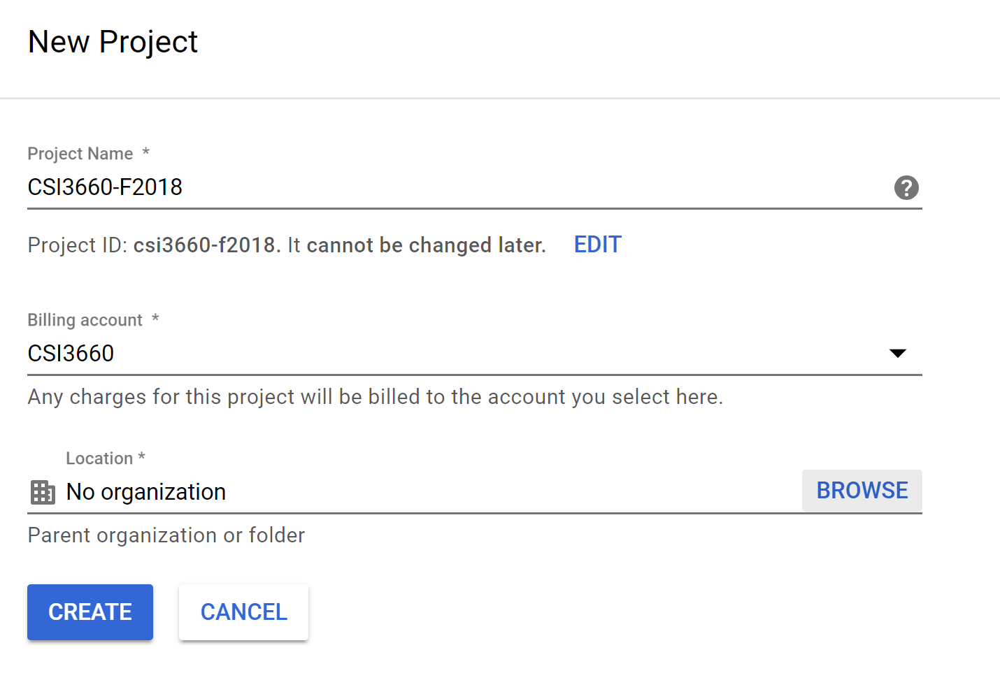 New Project
Project Name *
CSI3660-F2018
Project ID: csi3660-f2018. It cannot be changed later. EDIT
Billing account *
CSI3660
Any charges for this project will be billed to the account you select here.
Location *
No organization BROWSE
Parent organization or folder
CREATE CANCEL